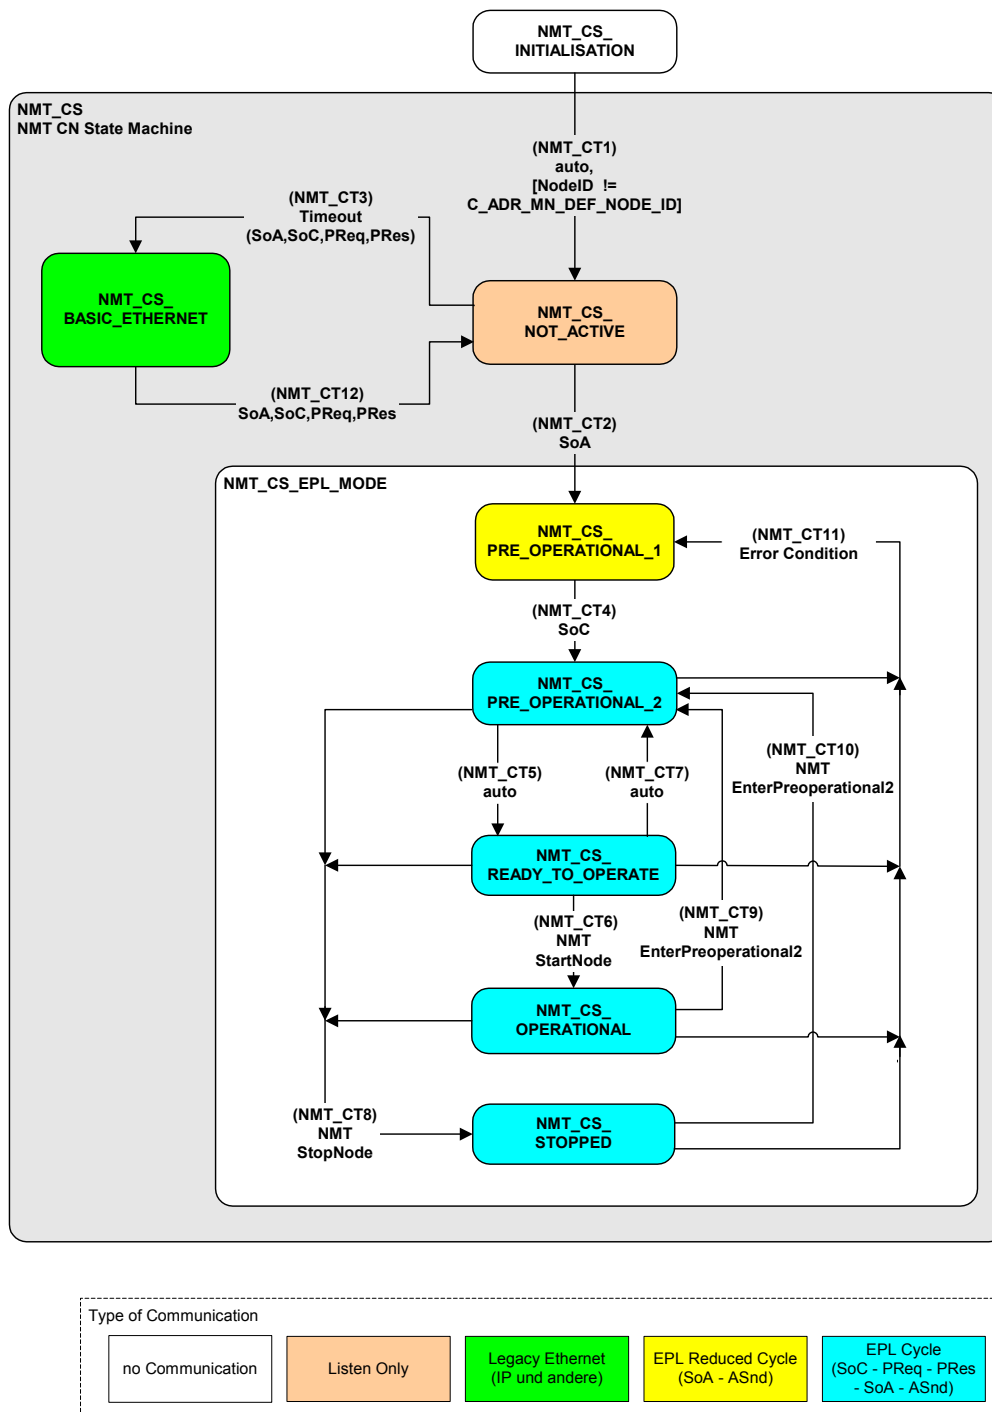 NMT_CS_
INITIALISATION
NMT_CS
NMT CN State Machine
(NMT_CT1)
auto,
[NodeID !=
C_ADR_MN_DEF_NODE_ID]
(NMT_CT3)
Timeout
(SoA,SoC,PReq,PRes)
NMT_CS_
BASIC_ETHERNET
NMT_CS_
NOT_ACTIVE
(NMT_CT12)
SoA,SoC,PReq,PRes
(NMT_CT2)
SoA
NMT_CS_EPL_MODE
NMT_CS_
PRE_OPERATIONAL_1
(NMT_CT11)
Error Condition
(NMT_CT4)
SoC
NMT_CS_
PRE_OPERATIONAL_2
(NMT_CT5)
auto
(NMT_CT7)
auto
(NMT_CT10)
NMT
EnterPreoperational2
NMT_CS_
READY_TO_OPERATE
(NMT_CT6)
NMT
StartNode
(NMT_CT9)
NMT
EnterPreoperational2
NMT_CS_
OPERATIONAL
(NMT_CT8)
NMT
StopNode
NMT_CS_
STOPPED
Type of Communication
no Communication
Listen Only
Legacy Ethernet
(IP und andere)
EPL Reduced Cycle
(SoA - ASnd)
EPL Cycle
(SoC - PReq - PRes
- SoA - ASnd)